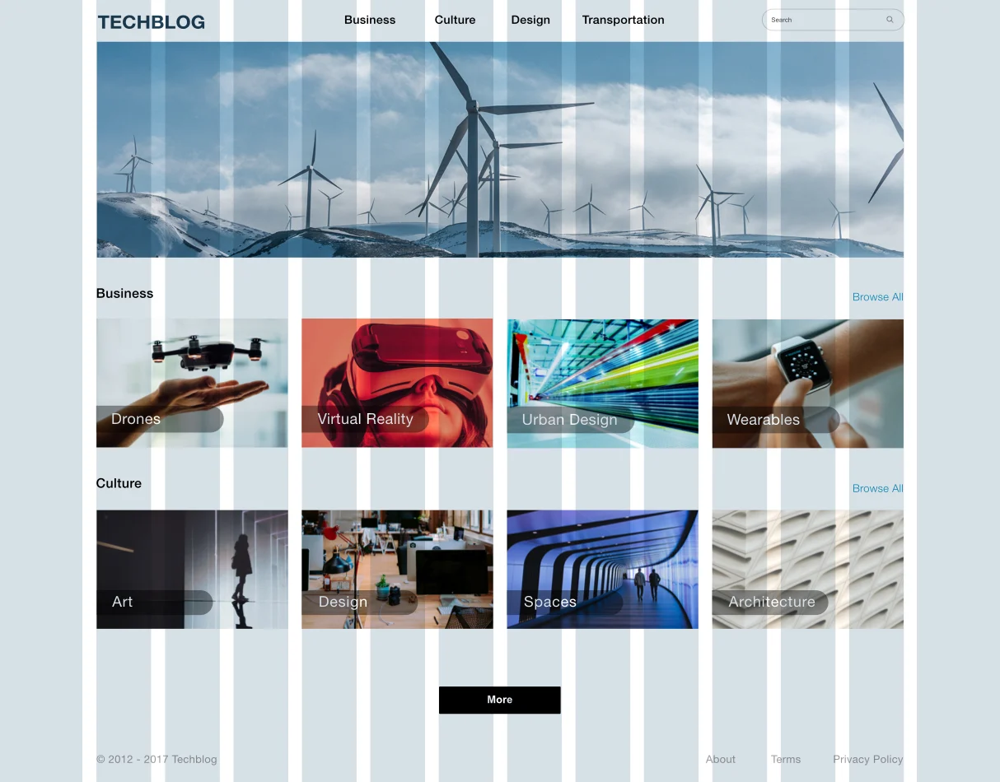 TECHBLOG
Business Culture Design Transportation
Search
Business
Browse All
Drones
Virtual Reality
Urban Design
Wearables
Culture
Browse All
Art
Design
Spaces
Architecture
More
© 2012 - 2017 Techblog
About Terms Privacy Policy